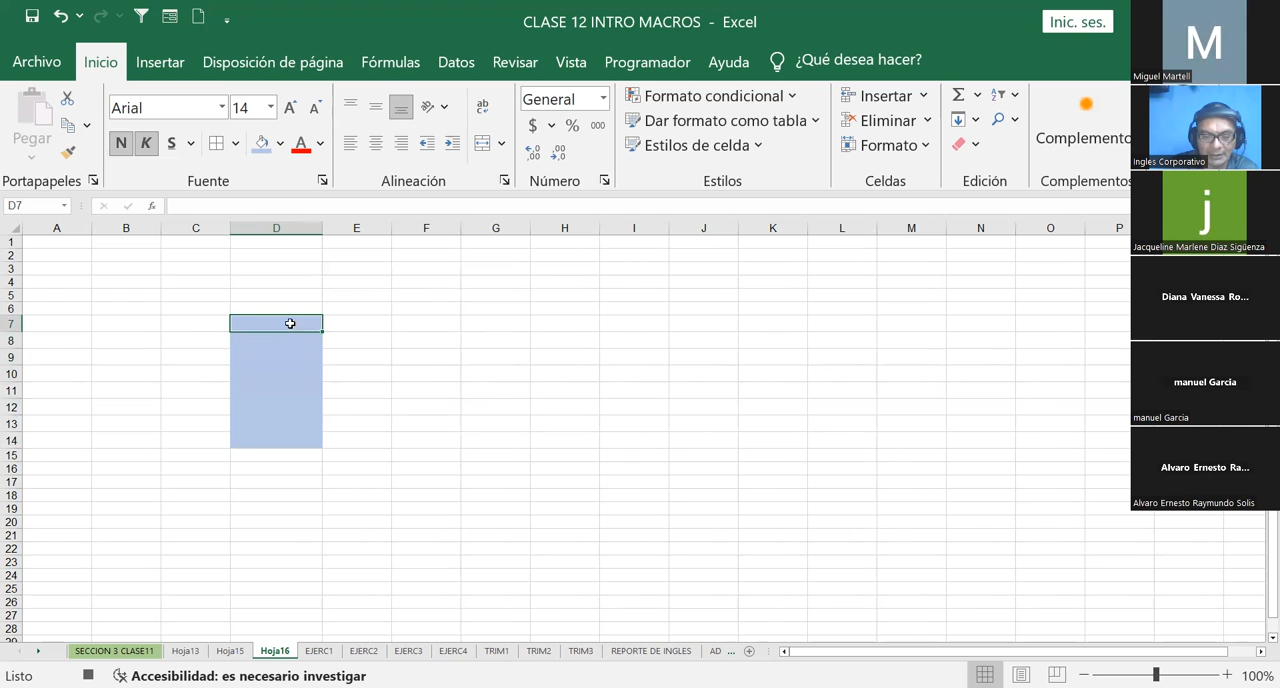 CLASE 12 INTRO MACROS - Excel
Inic. ses.
Archivo Inicio Insertar Disposición de página Fórmulas Datos Revisar Vista Programador Ayuda ¿Qué desea hacer?
Pegar
Portapapeles
Arial 14
N K S
Fuente
Alineación
General
$ % 000
Número
Formato condicional
Dar formato como tabla
Estilos de celda
Estilos
Insertar
Eliminar
Formato
Celdas
Edición
Complemento
Complementos
D7
fx
A B C D E F G H I J K L M N O P
1
2
3
4
5
6
7
8
9
10
11
12
13
14
15
16
17
18
19
20
21
22
23
24
25
26
27
28
29
SECCION 3 CLASE11 Hoja13 Hoja15 Hoja16 EJERC1 EJERC2 EJERC3 EJERC4 TRIM1 TRIM2 TRIM3 REPORTE DE INGLES AD ...
Listo Accesibilidad: es necesario investigar 100%
M
Miguel Martell
Ingles Corporativo
j
Jacqueline Marlene Diaz Sigüenza
Diana Vanessa Ro...
manuel Garcia
manuel Garcia
Alvaro Ernesto Ra...
Alvaro Ernesto Raymundo Solis